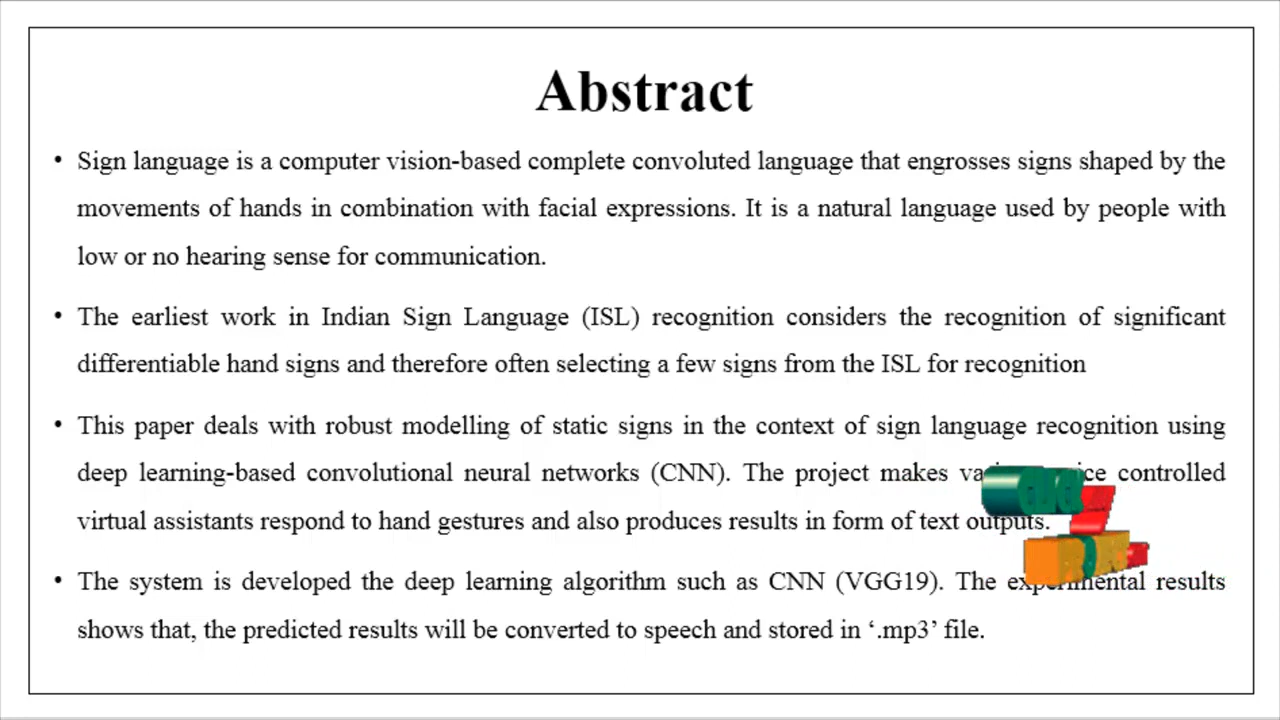 Abstract
• Sign language is a computer vision-based complete convoluted language that engrosses signs shaped by the
movements of hands in combination with facial expressions. It is a natural language used by people with
low or no hearing sense for communication.
• The earliest work in Indian Sign Language (ISL) recognition considers the recognition of significant
differentiable hand signs and therefore often selecting a few signs from the ISL for recognition
• This paper deals with robust modelling of static signs in the context of sign language recognition using
deep learning-based convolutional neural networks (CNN). The project makes controlled
virtual assistants respond to hand gestures and also produces results in form of text outputs.
• The system is developed the deep learning algorithm such as CNN (VGG19). The experimental results
shows that, the predicted results will be converted to speech and stored in ‘.mp3’ file.